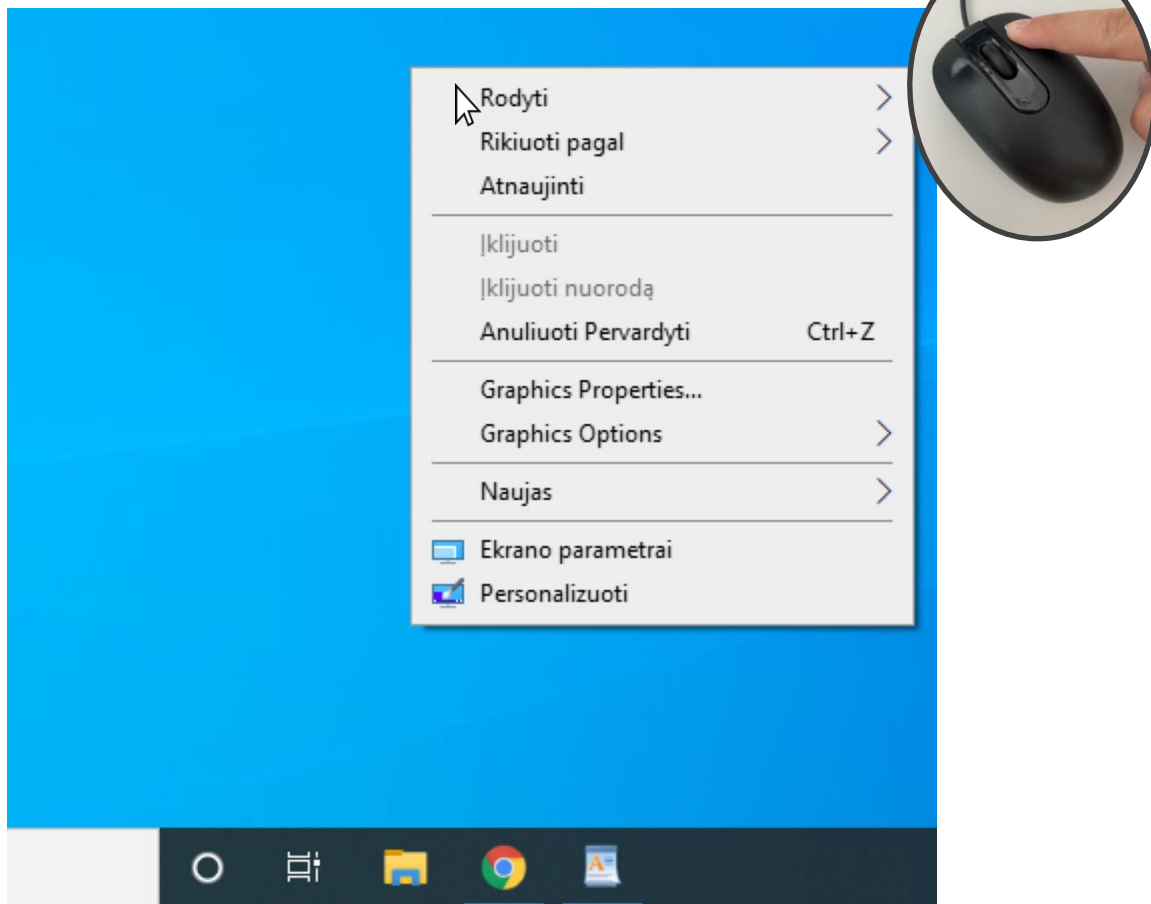 Rodyti
Rikiuoti pagal
Atnaujinti
Įklijuoti
Įklijuoti nuorodą
Anuliuoti Pervardyti Ctrl+Z
Graphics Properties...
Graphics Options
Naujas
Ekrano parametrai
Personalizuoti